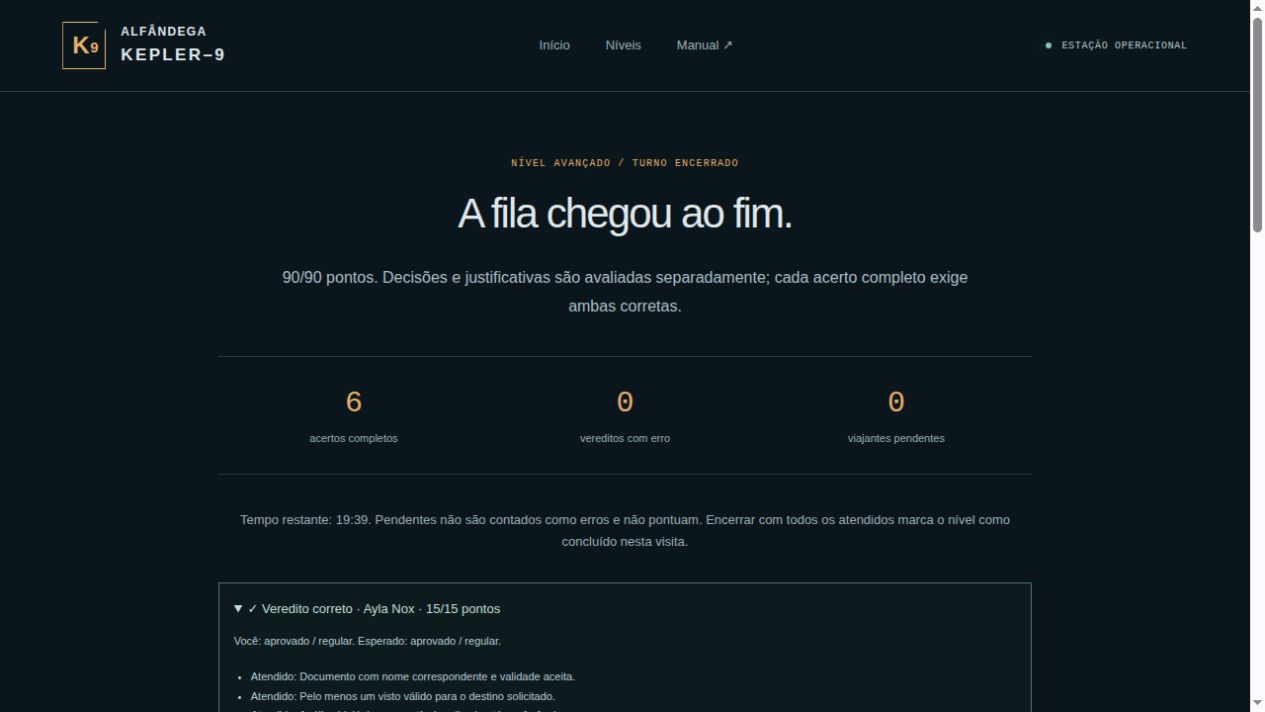 K9
ALFÂNDEGA
KEPLER–9
Início
Níveis
Manual ↗
ESTAÇÃO OPERACIONAL
NÍVEL AVANÇADO / TURNO ENCERRADO
A fila chegou ao fim.
90/90 pontos. Decisões e justificativas são avaliadas separadamente; cada acerto completo exige
ambas corretas.
6
acertos completos
0
vereditos com erro
0
viajantes pendentes
Tempo restante: 19:39. Pendentes não são contados como erros e não pontuam. Encerrar com todos os atendidos marca o nível como
concluído nesta visita.
▼ ✓ Veredito correto · Ayla Nox · 15/15 pontos
Você: aprovado / regular. Esperado: aprovado / regular.
• Atendido: Documento com nome correspondente e validade aceita.
• Atendido: Pelo menos um visto válido para o destino solicitado.